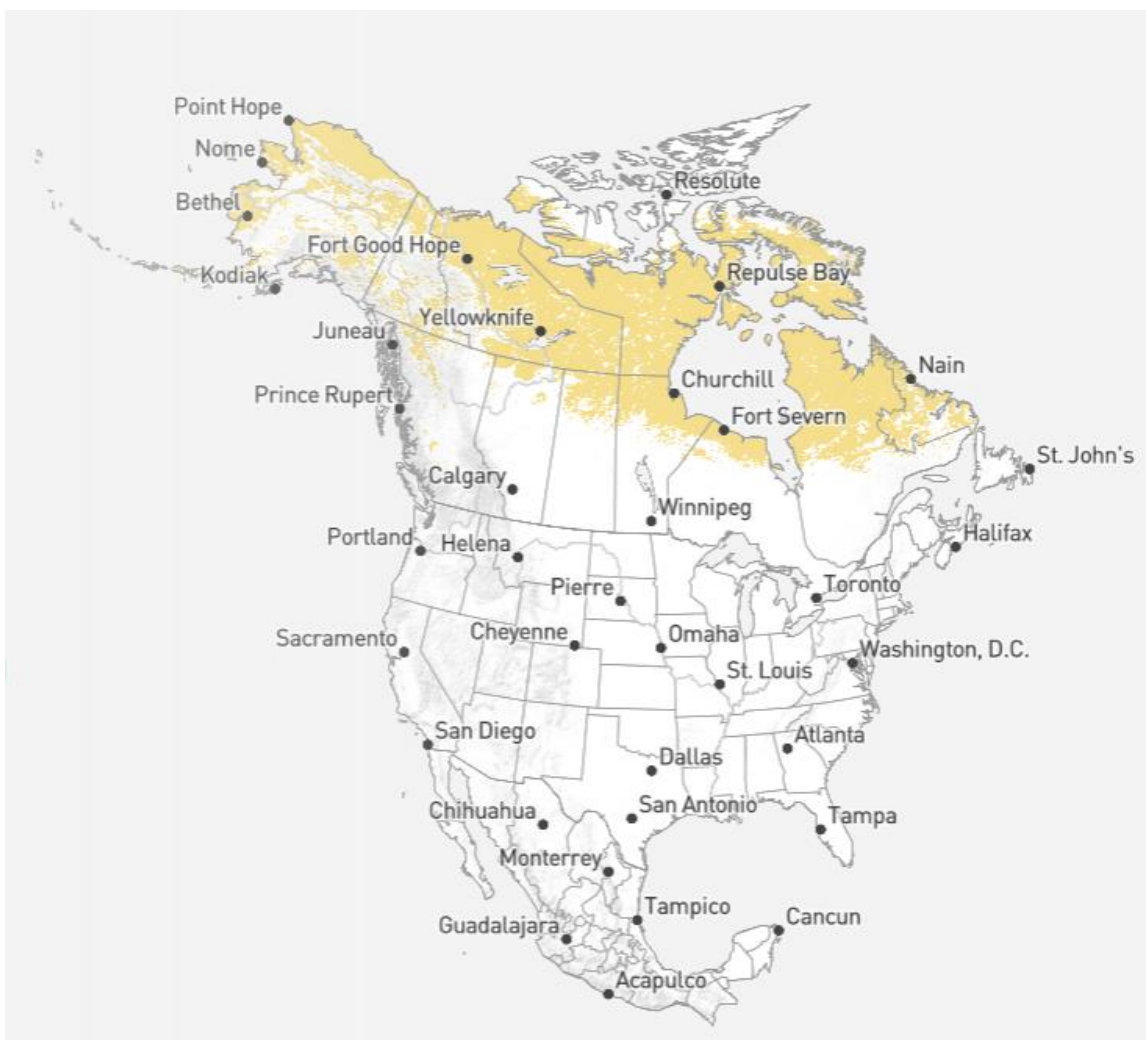 Point Hope
Nome
Resolute
Bethel
Fort Good Hope
Repulse Bay
Kodiak
Yellowknife
Juneau
Nain
Churchill
Prince Rupert
Fort Severn
St. John's
Calgary
Winnipeg
Halifax
Portland
Helena
Toronto
Pierre
Sacramento
Cheyenne
Omaha
Washington, D.C.
St. Louis
San Diego
Atlanta
Dallas
Chihuahua
San Antonio
Tampa
Monterrey
Tampico
Cancun
Guadalajara
Acapulco